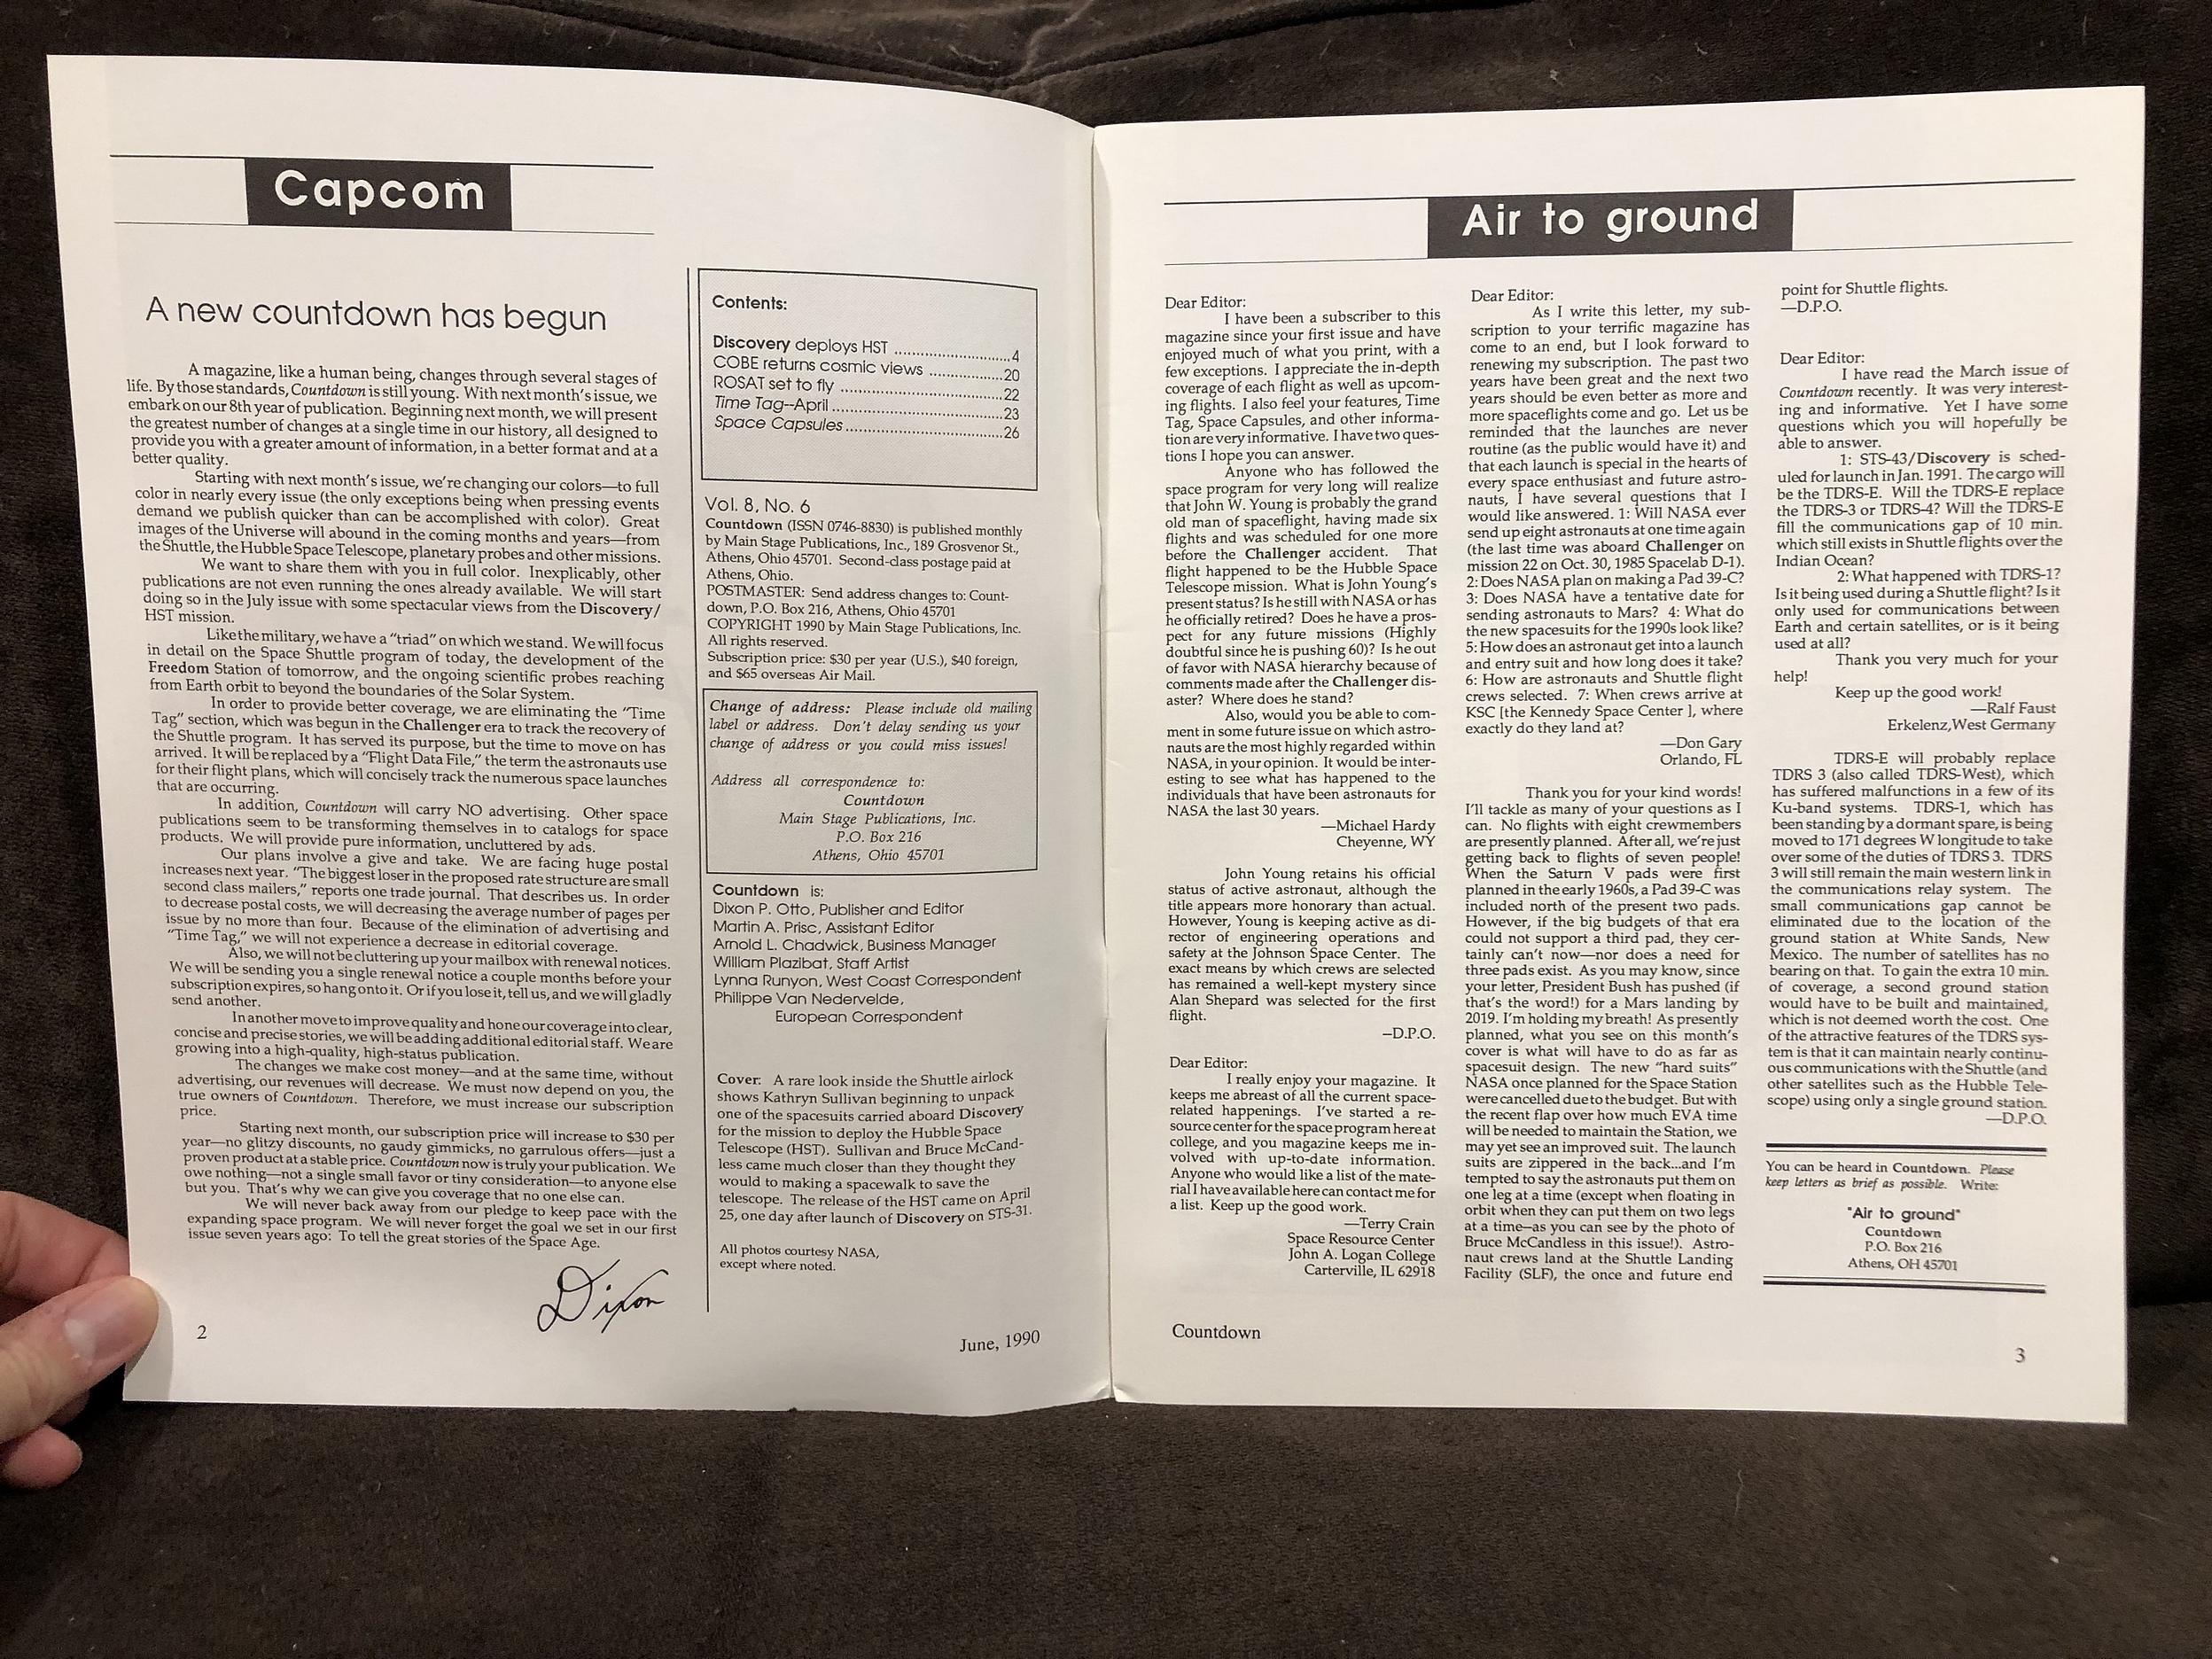 Capcom
A new countdown has begun
A magazine, like a human being, changes through several stages of
life. By those standards, Countdown is still young. With next month's issue, we
embark on our 8th year of publication. Beginning next month, we will present
the greatest number of changes at a single time in our history, all designed to
provide you with a greater amount of information, in a better format and at a
better quality.
Starting with next month's issue, we're changing our colors—to full
color in nearly every issue (the only exceptions being when pressing events
demand we publish quicker than can be accomplished with color). Great
images of the Universe will abound in the coming months and years—from
the Shuttle, the Hubble Space Telescope, planetary probes and other missions.
We want to share them with you in full color. Inexplicably, other
publications are not even running the ones already available. We will start
doing so in the July issue with some spectacular views from the Discovery/
HST mission.
Like the military, we have a "triad" on which we stand. We will focus
in detail on the Space Shuttle program of today, the development of the
Freedom Station of tomorrow, and the ongoing scientific probes reaching
from Earth orbit to beyond the boundaries of the Solar System.
In order to provide better coverage, we are eliminating the "Time
Tag" section, which was begun in the Challenger era to track the recovery of
the Shuttle program. It has served its purpose, but the time to move on has
arrived. It will be replaced by a "Flight Data File," the term the astronauts use
for their flight plans, which will concisely track the numerous space launches
that are occurring.
In addition, Countdown will carry NO advertising. Other space
publications seem to be transforming themselves in to catalogs for space
products. We will provide pure information, uncluttered by ads.
Our plans involve a give and take. We are facing huge postal
increases next year. "The biggest loser in the proposed rate structure are small
second class mailers," reports one trade journal. That describes us. In order
to decrease postal costs, we will decreasing the average number of pages per
issue by no more than four. Because of the elimination of advertising and
"Time Tag," we will not experience a decrease in editorial coverage.
Also, we will not be cluttering up your mailbox with renewal notices.
We will be sending you a single renewal notice a couple months before your
subscription expires, so hang onto it. Or if you lose it, tell us, and we will gladly
send another.
In another move to improve quality and hone our coverage into clear,
concise and precise stories, we will be adding additional editorial staff. We are
growing into a high-quality, high-status publication.
The changes we make cost money—and at the same time, without
advertising, our revenues will decrease. We must now depend on you, the
true owners of Countdown. Therefore, we must increase our subscription
price.
Starting next month, our subscription price will increase to $30 per
year—no glitzy discounts, no gaudy gimmicks, no garrulous offers—just a
proven product at a stable price. Countdown now is truly your publication. We
owe nothing—not a single small favor or tiny consideration—to anyone else
but you. That's why we can give you coverage that no one else can.
We will never back away from our pledge to keep pace with the
expanding space program. We will never forget the goal we set in our first
issue seven years ago: To tell the great stories of the Space Age.
Dixon
2
Contents:
Discovery deploys HST ..............................4
COBE returns cosmic views ...................20
ROSAT set to fly ..........................................22
Time Tag--April ............................................23
Space Capsules.........................................26
Vol. 8, No. 6
Countdown (ISSN 0746-8830) is published monthly
by Main Stage Publications, Inc., 189 Grosvenor St.,
Athens, Ohio 45701. Second-class postage paid at
Athens, Ohio.
POSTMASTER: Send address changes to: Count-
down, P.O. Box 216, Athens, Ohio 45701
COPYRIGHT 1990 by Main Stage Publications, Inc.
All rights reserved.
Subscription price: $30 per year (U.S.), $40 foreign,
and $65 overseas Air Mail.
Change of address: Please include old mailing
label or address. Don't delay sending us your
change of address or you could miss issues!
Address all correspondence to:
Countdown
Main Stage Publications, Inc.
P.O. Box 216
Athens, Ohio 45701
Countdown is:
Dixon P. Otto, Publisher and Editor
Martin A. Prisc, Assistant Editor
Arnold L. Chadwick, Business Manager
William Plazibat, Staff Artist
Lynna Runyon, West Coast Correspondent
Philippe Van Nedervelde,
European Correspondent
Cover: A rare look inside the Shuttle airlock
shows Kathryn Sullivan beginning to unpack
one of the spacesuits carried aboard Discovery
for the mission to deploy the Hubble Space
Telescope (HST). Sullivan and Bruce McCand-
less came much closer than they thought they
would to making a spacewalk to save the
telescope. The release of the HST came on April
25, one day after launch of Discovery on STS-31.
All photos courtesy NASA,
except where noted.
June, 1990
Air to ground
Dear Editor:
I have been a subscriber to this
magazine since your first issue and have
enjoyed much of what you print, with a
few exceptions. I appreciate the in-depth
coverage of each flight as well as upcom-
ing flights. I also feel your features, Time
Tag, Space Capsules, and other informa-
tion are very informative. I have two ques-
tions I hope you can answer.
Anyone who has followed the
space program for very long will realize
that John W. Young is probably the grand
old man of spaceflight, having made six
flights and was scheduled for one more
before the Challenger accident. That
flight happened to be the Hubble Space
Telescope mission. What is John Young's
present status? Is he still with NASA or has
he officially retired? Does he have a pros-
pect for any future missions (Highly
doubtful since he is pushing 60)? Is he out
of favor with NASA hierarchy because of
comments made after the Challenger dis-
aster? Where does he stand?
Also, would you be able to com-
ment in some future issue on which astro-
nauts are the most highly regarded within
NASA, in your opinion. It would be inter-
esting to see what has happened to the
individuals that have been astronauts for
NASA the last 30 years.
—Michael Hardy
Cheyenne, WY
John Young retains his official
status of active astronaut, although the
title appears more honorary than actual.
However, Young is keeping active as di-
rector of engineering operations and
safety at the Johnson Space Center. The
exact means by which crews are selected
has remained a well-kept mystery since
Alan Shepard was selected for the first
flight.
—D.P.O.
Dear Editor:
I really enjoy your magazine. It
keeps me abreast of all the current space-
related happenings. I've started a re-
source center for the space program here at
college, and you magazine keeps me in-
volved with up-to-date information.
Anyone who would like a list of the mate-
rial I have available here can contact me for
a list. Keep up the good work.
—Terry Crain
Space Resource Center
John A. Logan College
Carterville, IL 62918
Dear Editor:
As I write this letter, my sub-
scription to your terrific magazine has
come to an end, but I look forward to
renewing my subscription. The past two
years have been great and the next two
years should be even better as more and
more spaceflights come and go. Let us be
reminded that the launches are never
routine (as the public would have it) and
that each launch is special in the hearts of
every space enthusiast and future astro-
nauts, I have several questions that I
would like answered. 1: Will NASA ever
send up eight astronauts at one time again
(the last time was aboard Challenger on
mission 22 on Oct. 30, 1985 Spacelab D-1).
2: Does NASA plan on making a Pad 39-C?
3: Does NASA have a tentative date for
sending astronauts to Mars? 4: What do
the new spacesuits for the 1990s look like?
5: How does an astronaut get into a launch
and entry suit and how long does it take?
6: How are astronauts and Shuttle flight
crews selected. 7: When crews arrive at
KSC [the Kennedy Space Center ], where
exactly do they land at?
—Don Gary
Orlando, FL
Thank you for your kind words!
I'll tackle as many of your questions as I
can. No flights with eight crewmembers
are presently planned. After all, we're just
getting back to flights of seven people!
When the Saturn V pads were first
planned in the early 1960s, a Pad 39-C was
included north of the present two pads.
However, if the big budgets of that era
could not support a third pad, they cer-
tainly can't now—nor does a need for
three pads exist. As you may know, since
your letter, President Bush has pushed (if
that's the word!) for a Mars landing by
2019. I'm holding my breath! As presently
planned, what you see on this month's
cover is what will have to do as far as
spacesuit design. The new "hard suits"
NASA once planned for the Space Station
were cancelled due to the budget. But with
the recent flap over how much EVA time
will be needed to maintain the Station, we
may yet see an improved suit. The launch
suits are zippered in the back...and I'm
tempted to say the astronauts put them on
one leg at a time (except when floating in
orbit when they can put them on two legs
at a time--as you can see by the photo of
Bruce McCandless in this issue!). Astro-
naut crews land at the Shuttle Landing
Facility (SLF), the once and future end
point for Shuttle flights.
—D.P.O.
Dear Editor:
I have read the March issue of
Countdown recently. It was very interest-
ing and informative. Yet I have some
questions which you will hopefully be
able to answer.
1: STS-43/Discovery is sched-
uled for launch in Jan. 1991. The cargo will
be the TDRS-E. Will the TDRS-E replace
the TDRS-3 or TDRS-4? Will the TDRS-E
fill the communications gap of 10 min.
which still exists in Shuttle flights over the
Indian Ocean?
2: What happened with TDRS-1?
Is it being used during a Shuttle flight? Is it
only used for communications between
Earth and certain satellites, or is it being
used at all?
Thank you very much for your
help!
Keep up the good work!
—Ralf Faust
Erkelenz,West Germany
TDRS-E will probably replace
TDRS 3 (also called TDRS-West), which
has suffered malfunctions in a few of its
Ku-band systems. TDRS-1, which has
been standing by a dormant spare, is being
moved to 171 degrees W longitude to take
over some of the duties of TDRS 3. TDRS
3 will still remain the main western link in
the communications relay system. The
small communications gap cannot be
eliminated due to the location of the
ground station at White Sands, New
Mexico. The number of satellites has no
bearing on that. To gain the extra 10 min.
of coverage, a second ground station
would have to be built and maintained,
which is not deemed worth the cost. One
of the attractive features of the TDRS sys-
tem is that it can maintain nearly continu-
ous communications with the Shuttle (and
other satellites such as the Hubble Tele-
scope) using only a single ground station.
—D.P.O.
You can be heard in Countdown. Please
keep letters as brief as possible. Write:
"Air to ground"
Countdown
P.O. Box 216
Athens, OH 45701
Countdown
3